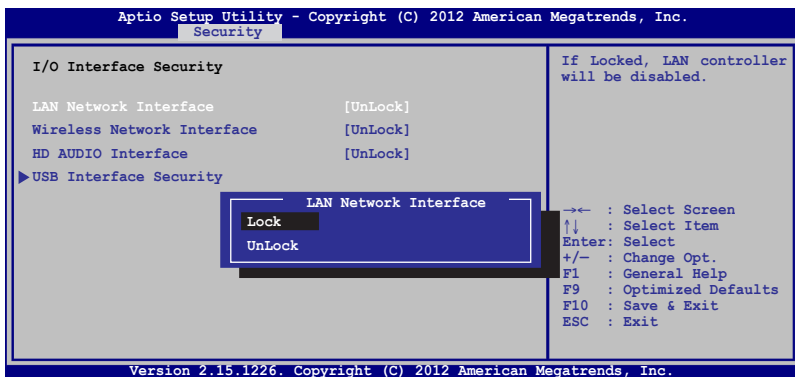 Aptio Setup Utility - Copyright (C) 2012 American Megatrends, Inc.
Security
I/O Interface Security
LAN Network Interface [UnLock]
Wireless Network Interface [UnLock]
HD AUDIO Interface [UnLock]
USB Interface Security
LAN Network Interface
Lock
UnLock
If Locked, LAN controller
will be disabled.
→← : Select Screen
↑↓ : Select Item
Enter: Select
+/— : Change Opt.
F1 : General Help
F9 : Optimized Defaults
F10 : Save & Exit
ESC : Exit
Version 2.15.1226. Copyright (C) 2012 American Megatrends, Inc.